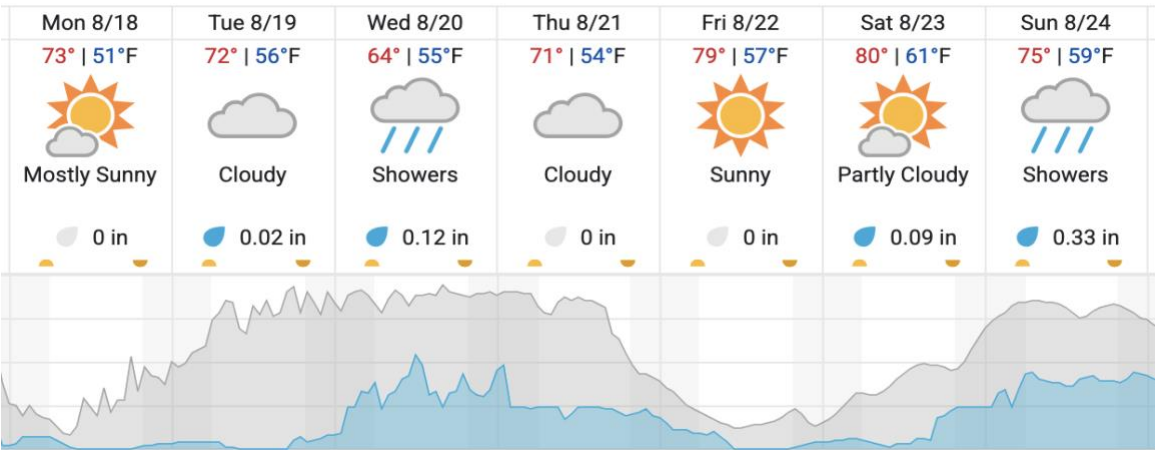 Mon 8/18 Tue 8/19 Wed 8/20 Thu 8/21 Fri 8/22 Sat 8/23 Sun 8/24
73° | 51°F 72° | 56°F 64° | 55°F 71° | 54°F 79° | 57°F 80° | 61°F 75° | 59°F
Mostly Sunny Cloudy Showers Cloudy Sunny Partly Cloudy Showers
0 in 0.02 in 0.12 in 0 in 0 in 0.09 in 0.33 in